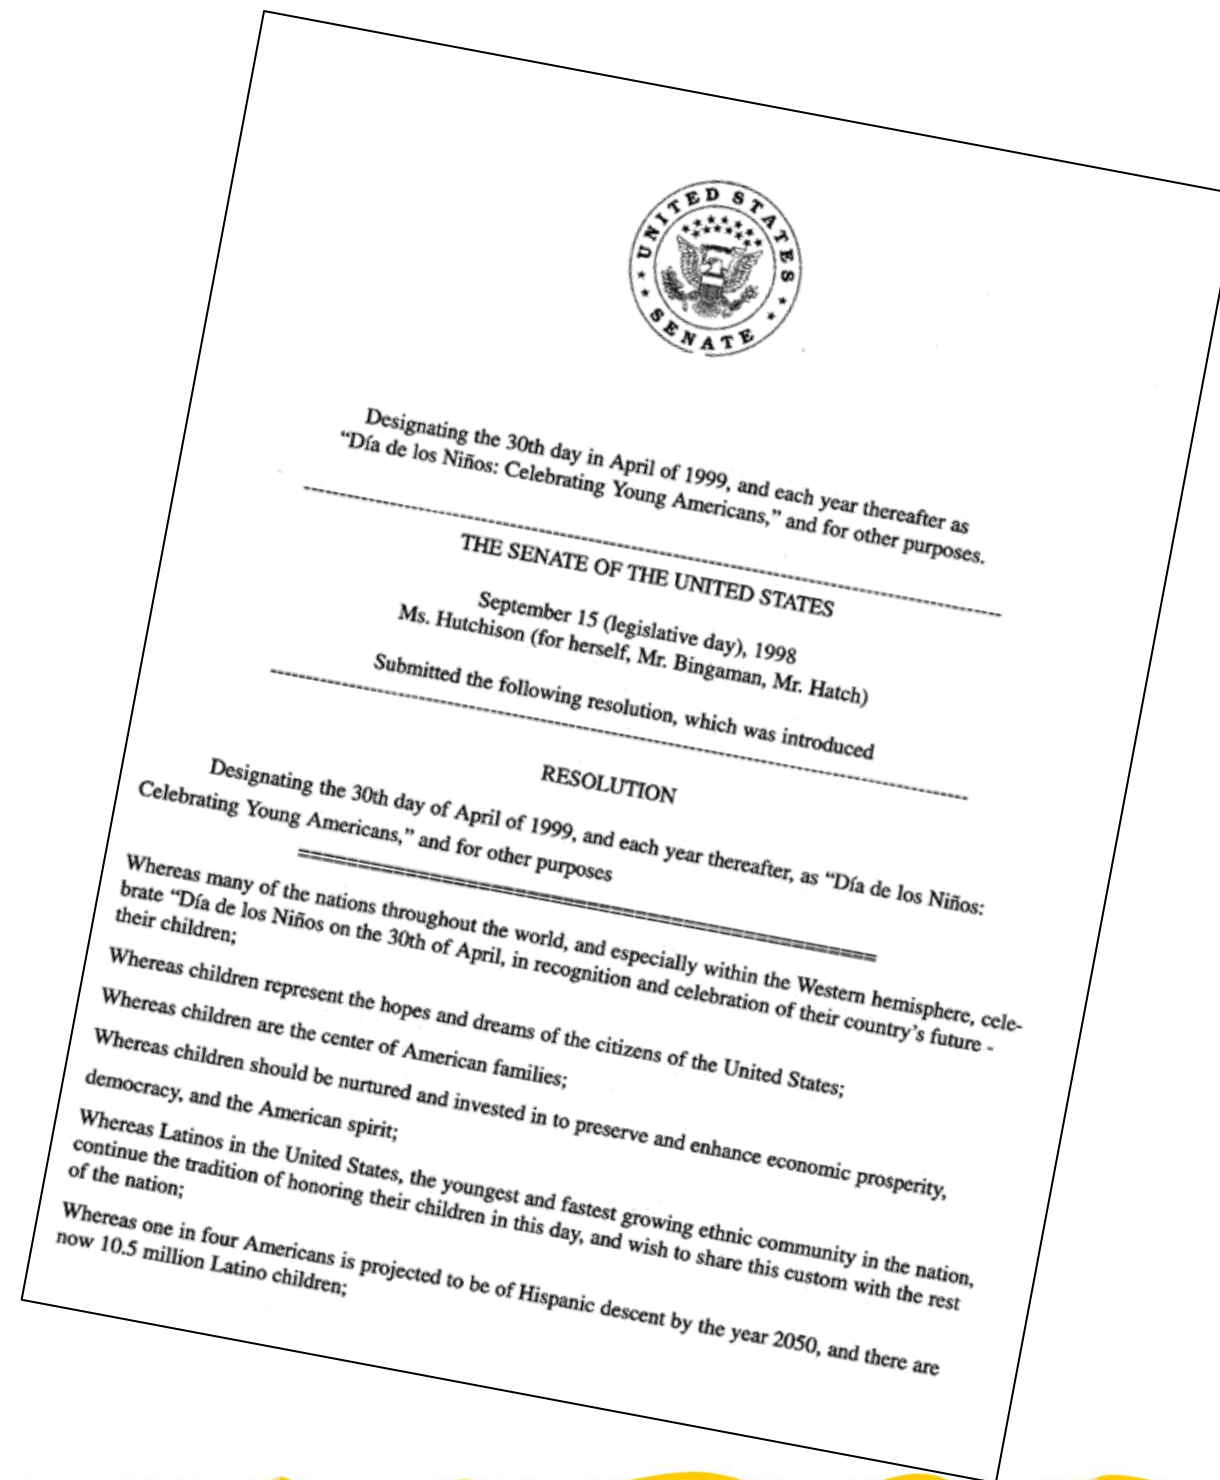 UNITED STATES
SENATE
Designating the 30th day in April of 1999, and each year thereafter as
“Día de los Niños: Celebrating Young Americans,” and for other purposes.
THE SENATE OF THE UNITED STATES
September 15 (legislative day), 1998
Ms. Hutchison (for herself, Mr. Bingaman, Mr. Hatch)
Submitted the following resolution, which was introduced
RESOLUTION
Designating the 30th day of April of 1999, and each year thereafter, as “Día de los Niños:
Celebrating Young Americans,” and for other purposes
Whereas many of the nations throughout the world, and especially within the Western hemisphere, cele-
brate “Día de los Niños on the 30th of April, in recognition and celebration of their country’s future -
their children;
Whereas children represent the hopes and dreams of the citizens of the United States;
Whereas children are the center of American families;
Whereas children should be nurtured and invested in to preserve and enhance economic prosperity,
democracy, and the American spirit;
Whereas Latinos in the United States, the youngest and fastest growing ethnic community in the nation,
continue the tradition of honoring their children in this day, and wish to share this custom with the rest
of the nation;
Whereas one in four Americans is projected to be of Hispanic descent by the year 2050, and there are
now 10.5 million Latino children;